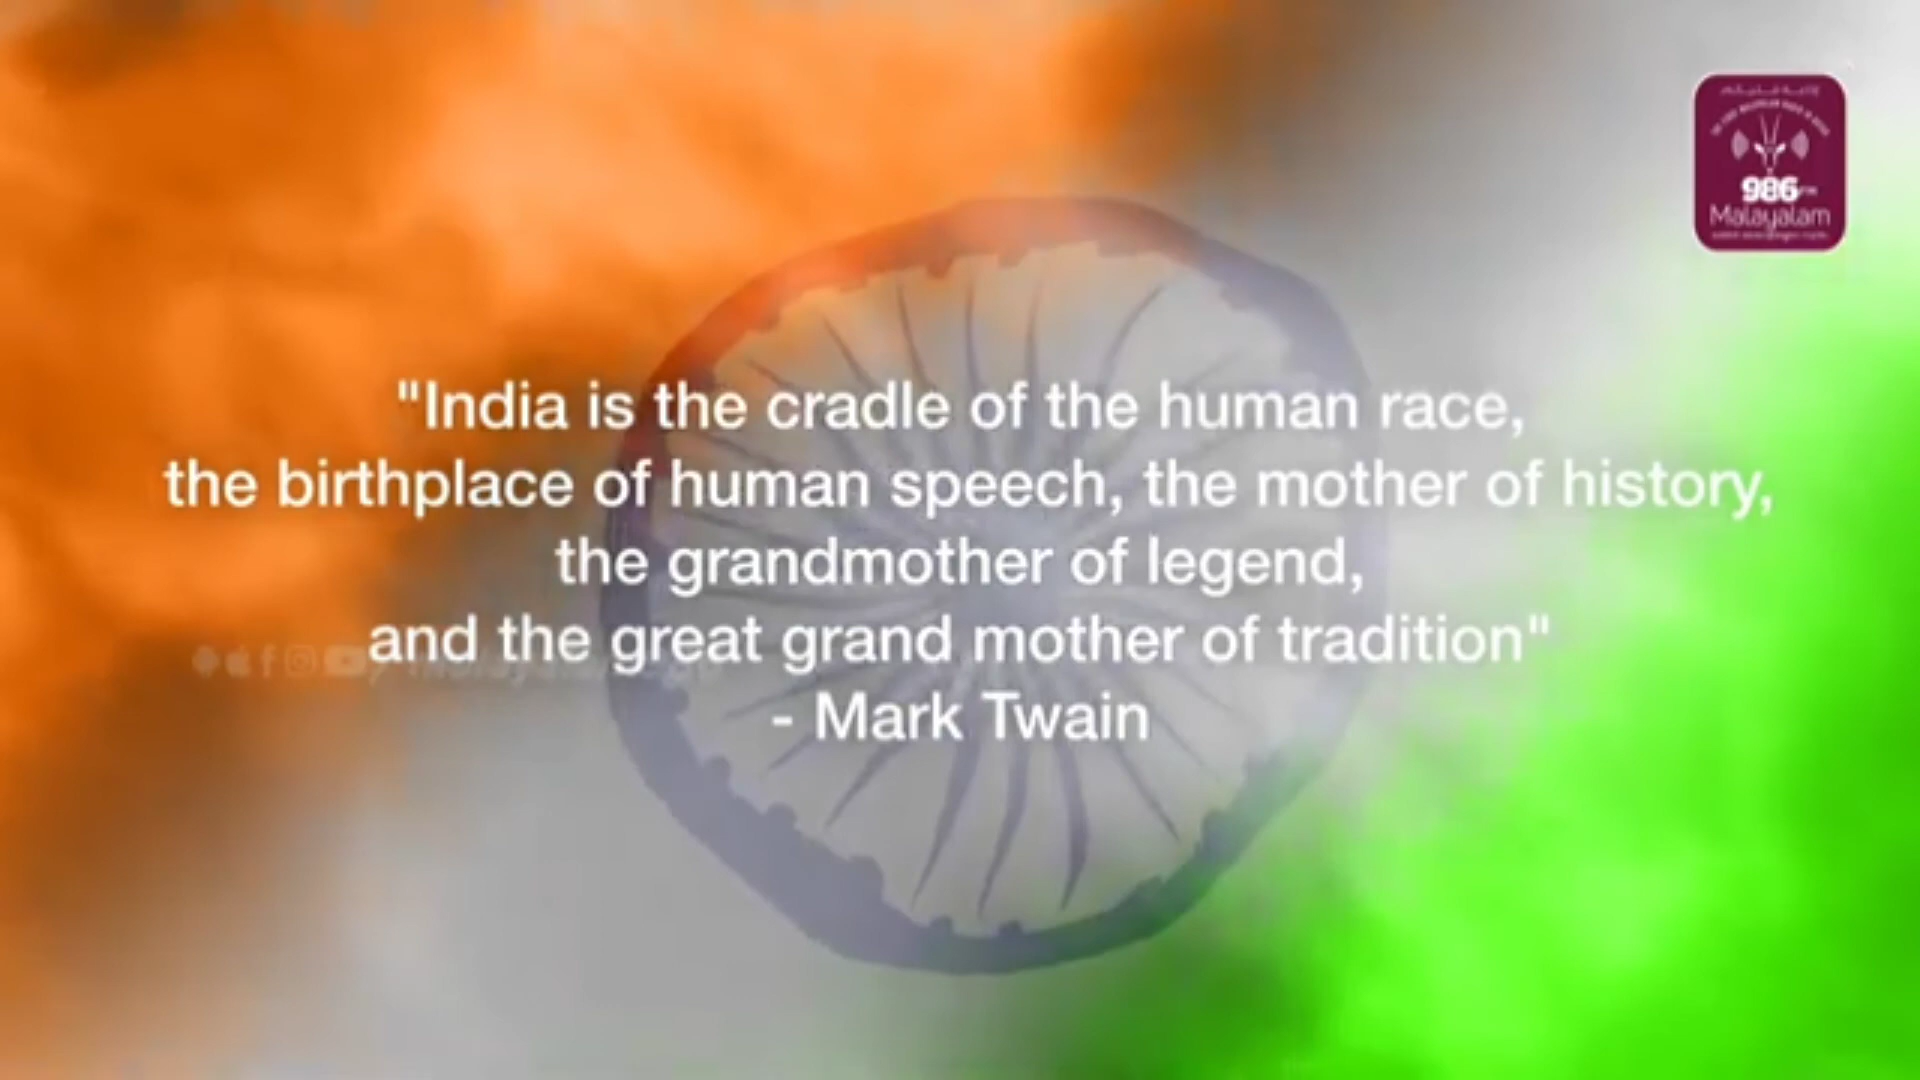 986
Malayalam
"India is the cradle of the human race,
the birthplace of human speech, the mother of history,
the grandmother of legend,
and the great grand mother of tradition"
- Mark Twain